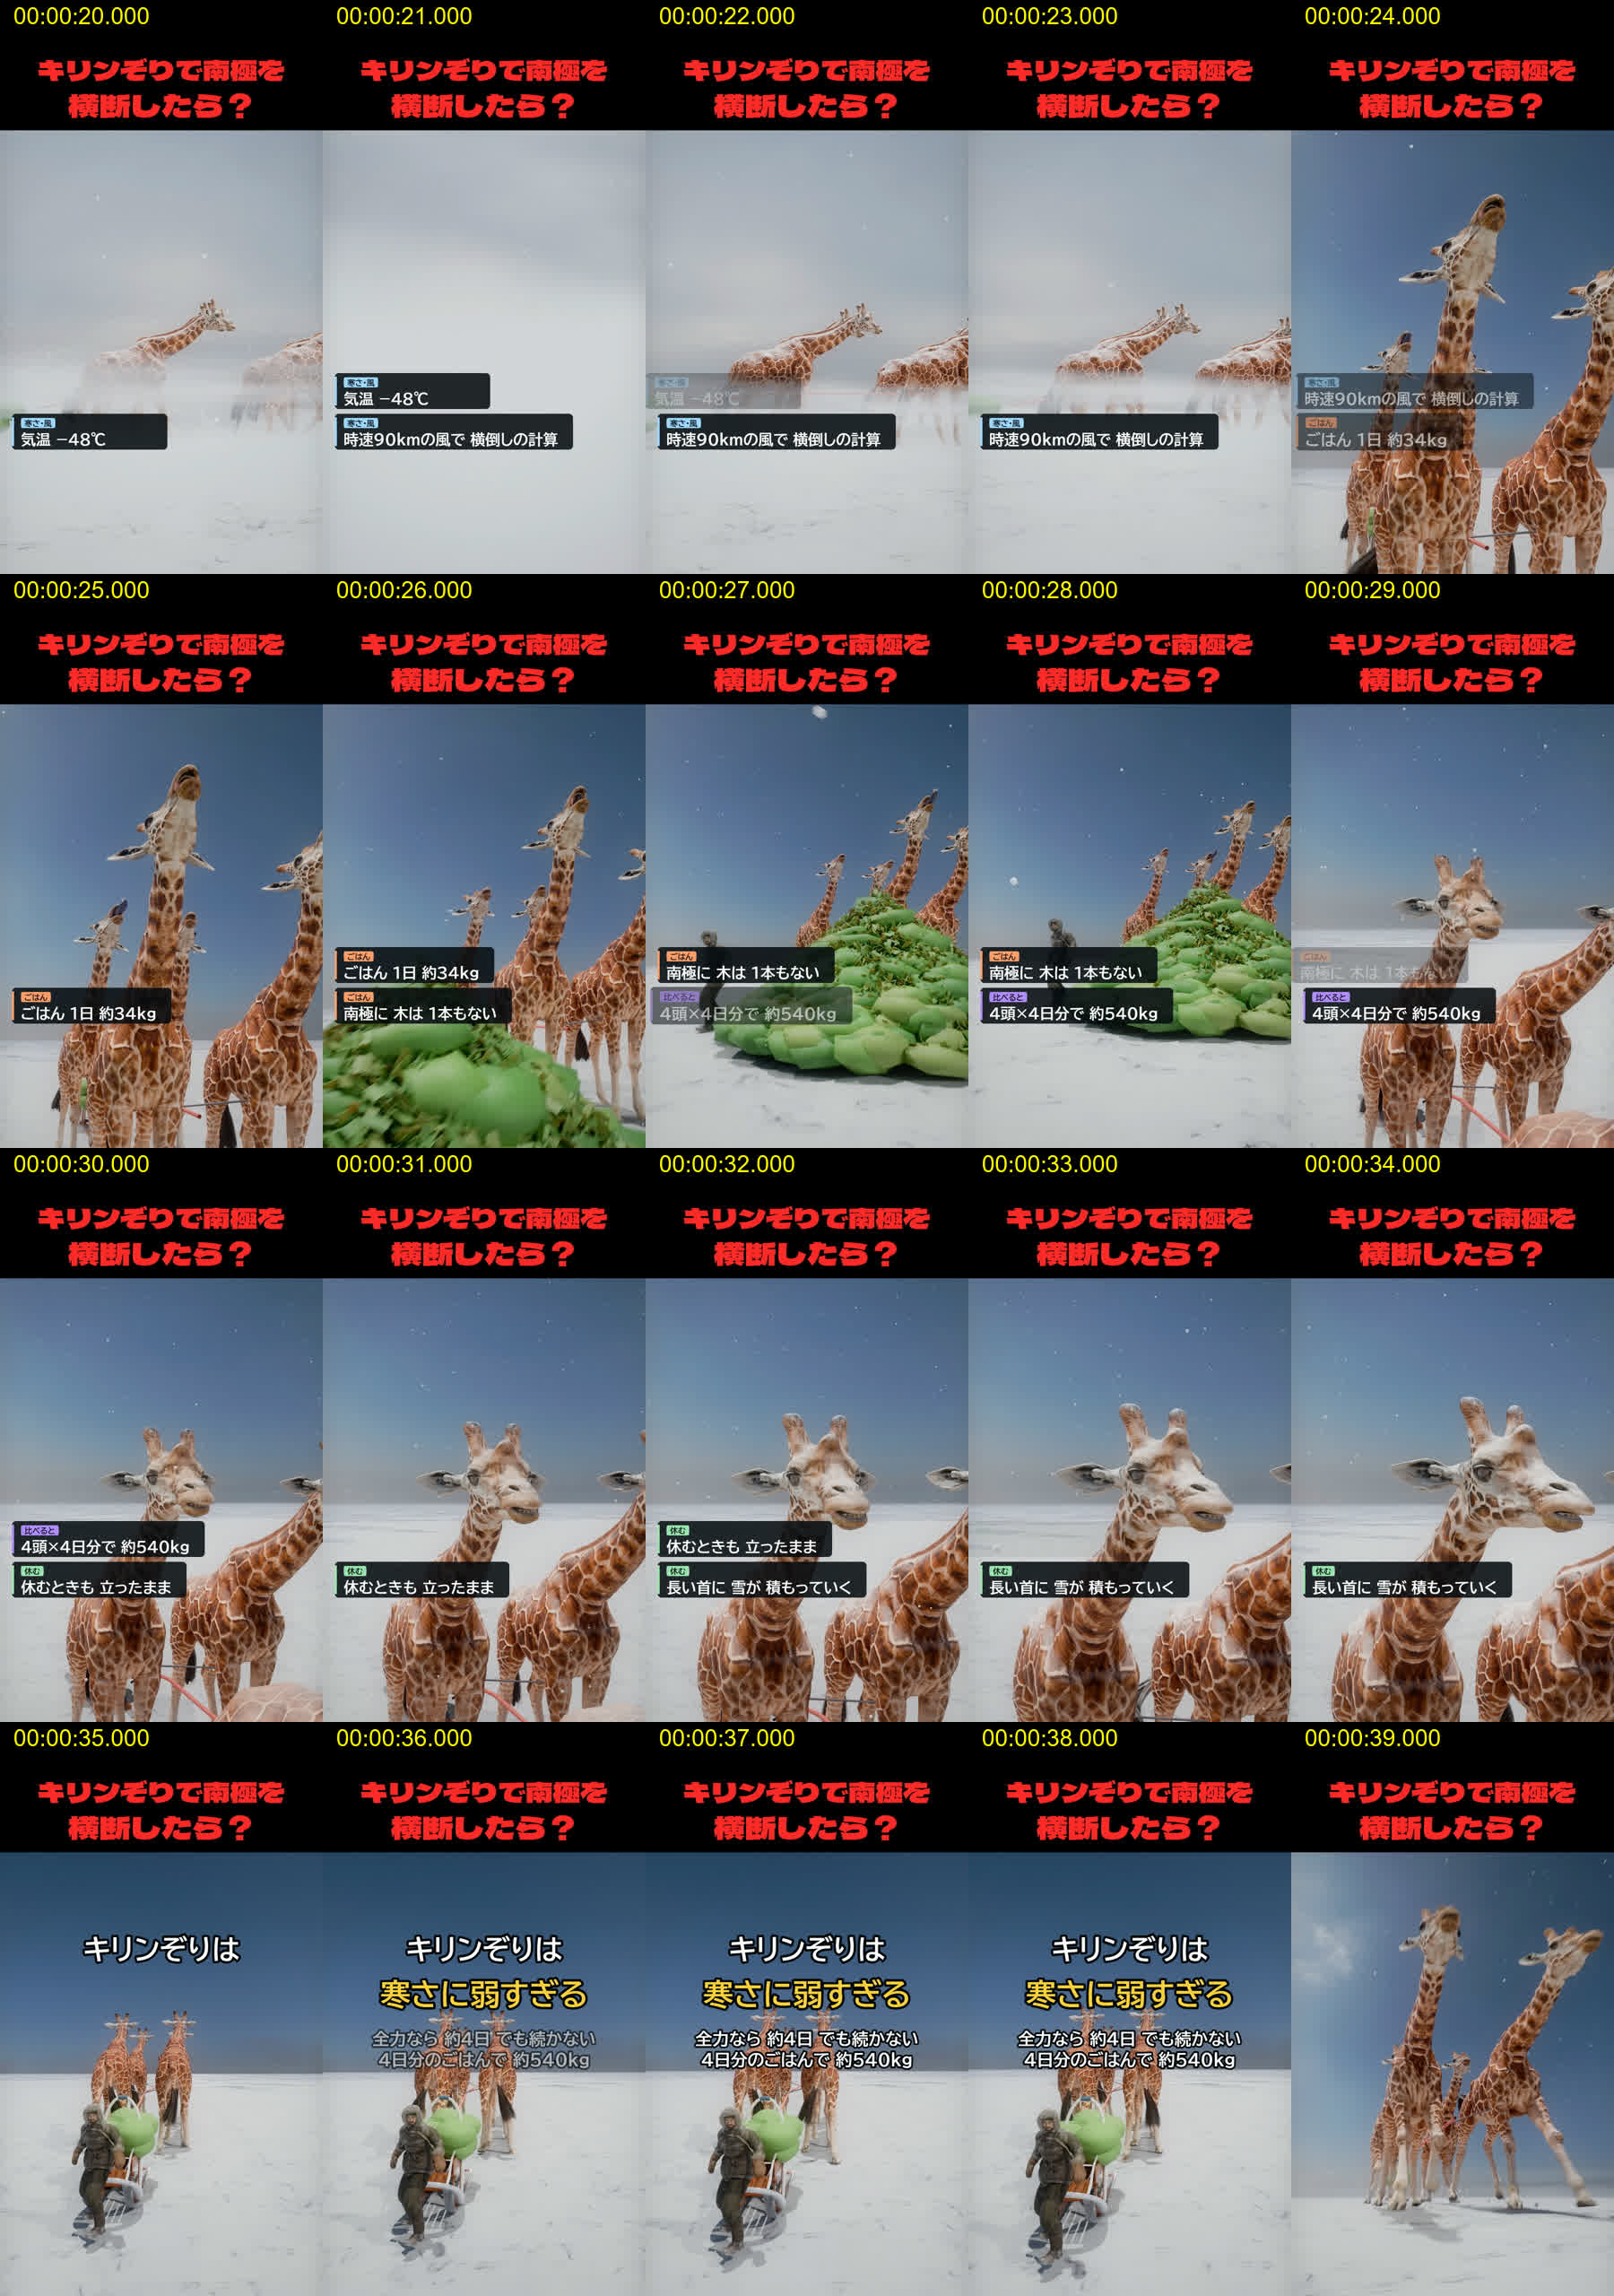 00:00:20.000
キリンぞりで南極を
横断したら？
寒さ・風
気温 −48℃
00:00:21.000
キリンぞりで南極を
横断したら？
寒さ・風
気温 −48℃
寒さ・風
時速90kmの風で 横倒しの計算
00:00:22.000
キリンぞりで南極を
横断したら？
寒さ・風
気温 −48℃
寒さ・風
時速90kmの風で 横倒しの計算
00:00:23.000
キリンぞりで南極を
横断したら？
寒さ・風
時速90kmの風で 横倒しの計算
00:00:24.000
キリンぞりで南極を
横断したら？
寒さ・風
時速90kmの風で 横倒しの計算
ごはん
ごはん 1日 約34kg
00:00:25.000
キリンぞりで南極を
横断したら？
ごはん
ごはん 1日 約34kg
00:00:26.000
キリンぞりで南極を
横断したら？
ごはん
ごはん 1日 約34kg
ごはん
南極に 木は 1本もない
00:00:27.000
キリンぞりで南極を
横断したら？
ごはん
南極に 木は 1本もない
比べると
4頭×4日分で 約540kg
00:00:28.000
キリンぞりで南極を
横断したら？
ごはん
南極に 木は 1本もない
比べると
4頭×4日分で 約540kg
00:00:29.000
キリンぞりで南極を
横断したら？
ごはん
南極に 木は 1本もない
比べると
4頭×4日分で 約540kg
00:00:30.000
キリンぞりで南極を
横断したら？
比べると
4頭×4日分で 約540kg
休む
休むときも 立ったまま
00:00:31.000
キリンぞりで南極を
横断したら？
休む
休むときも 立ったまま
00:00:32.000
キリンぞりで南極を
横断したら？
休む
休むときも 立ったまま
休む
長い首に 雪が 積もっていく
00:00:33.000
キリンぞりで南極を
横断したら？
休む
長い首に 雪が 積もっていく
00:00:34.000
キリンぞりで南極を
横断したら？
休む
長い首に 雪が 積もっていく
00:00:35.000
キリンぞりで南極を
横断したら？
キリンぞりは
00:00:36.000
キリンぞりで南極を
横断したら？
キリンぞりは
寒さに弱すぎる
全力なら 約4日 でも続かない
4日分のごはんで 約540kg
00:00:37.000
キリンぞりで南極を
横断したら？
キリンぞりは
寒さに弱すぎる
全力なら 約4日 でも続かない
4日分のごはんで 約540kg
00:00:38.000
キリンぞりで南極を
横断したら？
キリンぞりは
寒さに弱すぎる
全力なら 約4日 でも続かない
4日分のごはんで 約540kg
00:00:39.000
キリンぞりで南極を
横断したら？